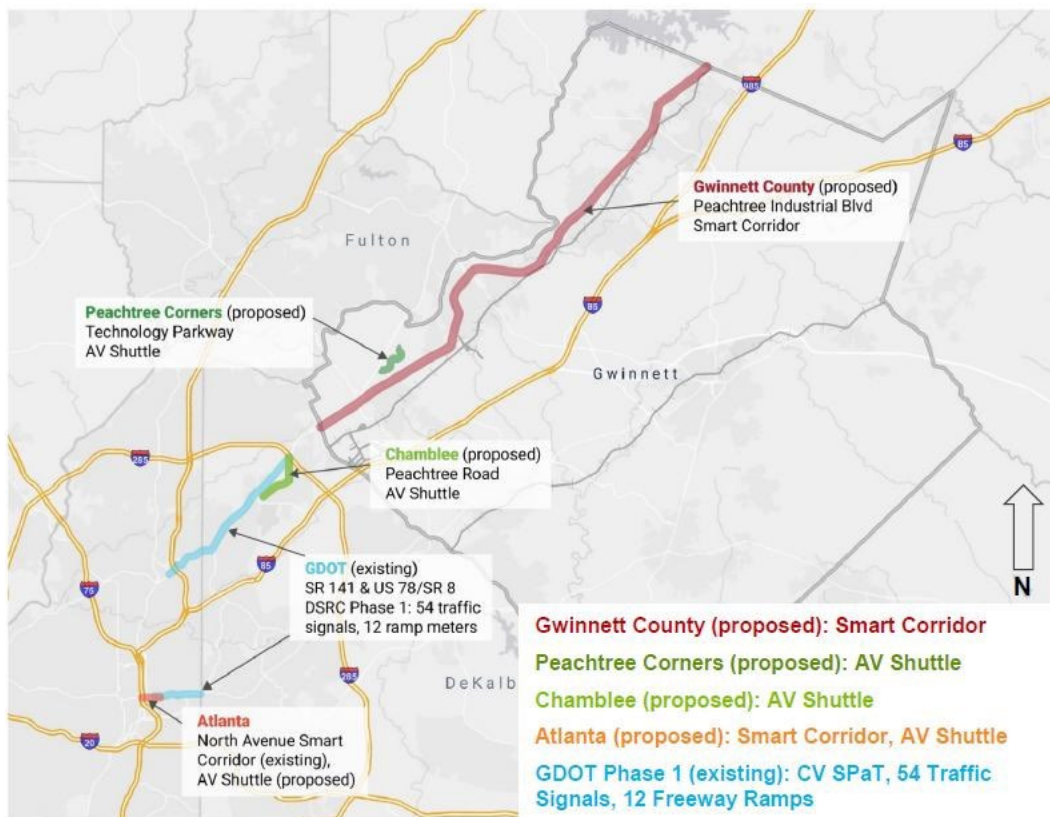 985
85
Gwinnett County (proposed)
Peachtree Industrial Blvd
Smart Corridor
Fulton
85
Peachtree Corners (proposed)
Technology Parkway
AV Shuttle
Gwinnett
285
Chamblee (proposed)
Peachtree Road
AV Shuttle
85
GDOT (existing)
SR 141 & US 78/SR 8
DSRC Phase 1: 54 traffic
signals, 12 ramp meters
75
N
285
DeKalb
Atlanta
North Avenue Smart
Corridor (existing),
AV Shuttle (proposed)
20
Gwinnett County (proposed): Smart Corridor
Peachtree Corners (proposed): AV Shuttle
Chamblee (proposed): AV Shuttle
Atlanta (proposed): Smart Corridor, AV Shuttle
GDOT Phase 1 (existing): CV SPaT, 54 Traffic
Signals, 12 Freeway Ramps